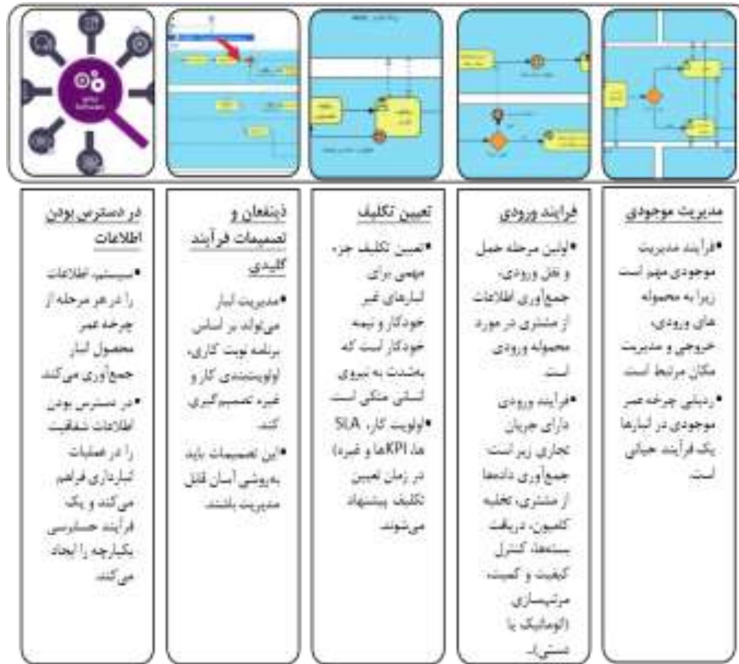 مدیریت موجودی
•فرآیند مدیریت
موجودی مهم است
زیرا به محموله
های ورودی،
خروجی و مدیریت
مکان مرتبط است.
•ردیابی چرخه عمر
موجودی در انبارها
یک فرآیند حیاتی
است.
فرایند ورودی
•اولین مرحله حمل
و نقل ورودی،
جمع‌آوری اطلاعات
از مشتری در مورد
محموله ورودی
است.
•فرآیند ورودی
دارای جریان
تجاری زیر است:
جمع‌آوری داده‌ها
از مشتری، تخلیه
کامیون، دریافت
بسته‌ها، کنترل
کیفیت و کمیت،
مرتب‌سازی
(اتوماتیک یا
دستی)..
تعیین تکلیف
•تعیین تکلیف جزء
مهمی برای
انبارهای غیر
خودکار و نیمه
خودکار است که
به‌شدت به نیروی
انسانی متکی است.
•اولویت کار، SLA
ها، KPIها و غیره)
در زمان تعیین
تکلیف پیشنهاد
می‌شوند.
ذینفعان و
تصمیمات فرآیند
کلیدی
•مدیریت انبار
می‌تواند بر اساس
برنامه نوبت کاری،
اولویتبندی کار و
غیره تصمیم‌گیری
کند.
•این تصمیمات باید
به‌روشی آسان قابل
مدیریت باشند.
در دسترس بودن
اطلاعات
•سیستم، اطلاعات
را در هر مرحله از
چرخه عمر
محصول انبار
جمع‌آوری می‌کند.
•در دسترس بودن
اطلاعات شفافیت
را در عملیات
انبارداری فراهم
می‌کند و یک
فرآیند حسابرسی
یکپارچه را ایجاد
می‌کند.